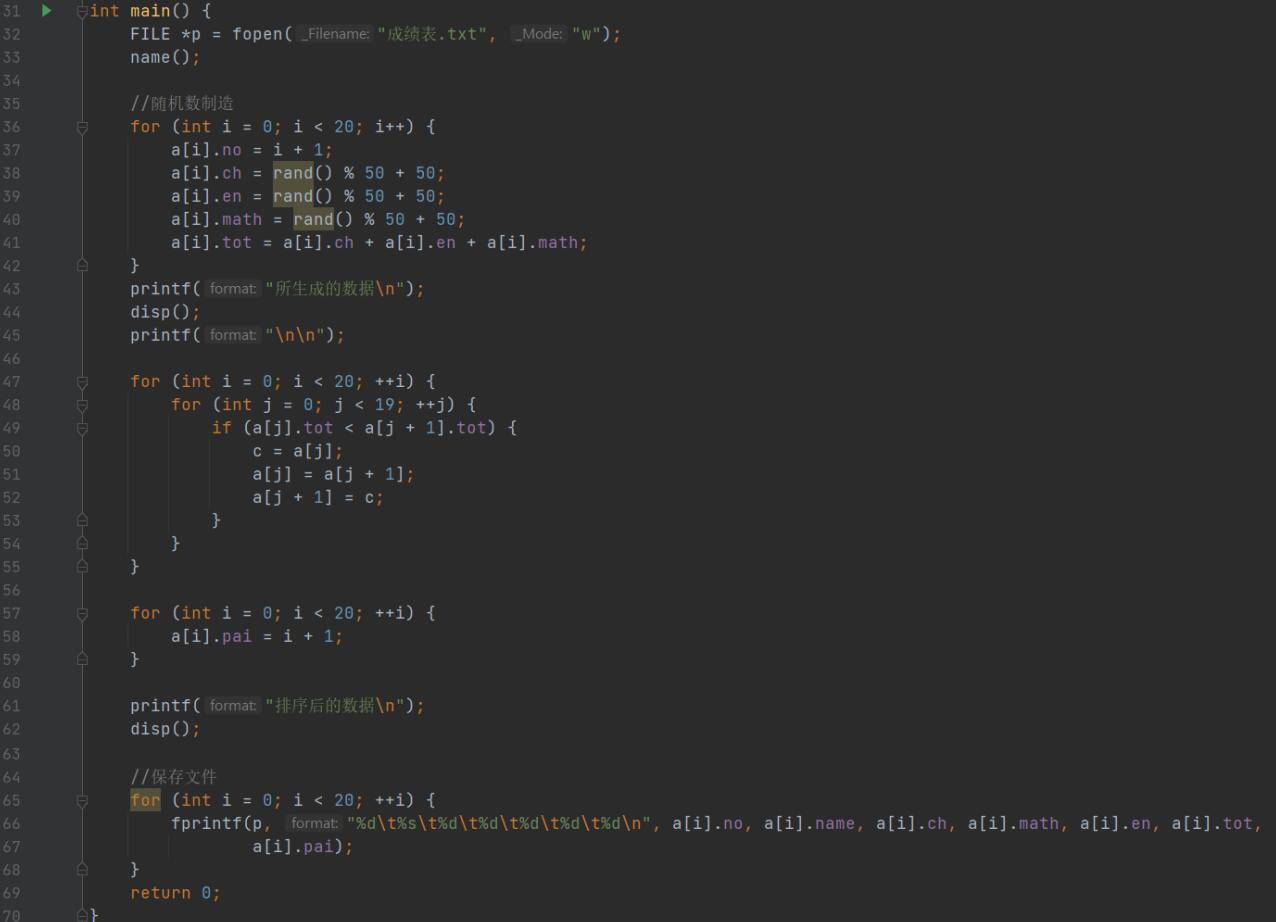 31 int main() {
32 FILE *p = fopen( _Filename: "成绩表.txt", _Mode: "w");
33 name();
34
35 //随机数制造
36 for (int i = 0; i < 20; i++) {
37 a[i].no = i + 1;
38 a[i].ch = rand() % 50 + 50;
39 a[i].en = rand() % 50 + 50;
40 a[i].math = rand() % 50 + 50;
41 a[i].tot = a[i].ch + a[i].en + a[i].math;
42 }
43 printf( format: "所生成的数据\n");
44 disp();
45 printf( format: "\n\n");
46
47 for (int i = 0; i < 20; ++i) {
48 for (int j = 0; j < 19; ++j) {
49 if (a[j].tot < a[j + 1].tot) {
50 c = a[j];
51 a[j] = a[j + 1];
52 a[j + 1] = c;
53 }
54 }
55 }
56
57 for (int i = 0; i < 20; ++i) {
58 a[i].pai = i + 1;
59 }
60
61 printf( format: "排序后的数据\n");
62 disp();
63
64 //保存文件
65 for (int i = 0; i < 20; ++i) {
66 fprintf(p, format: "%d\t%s\t%d\t%d\t%d\t%d\t%d\n", a[i].no, a[i].name, a[i].ch, a[i].math, a[i].en, a[i].tot,
67 a[i].pai);
68 }
69 return 0;
70 }